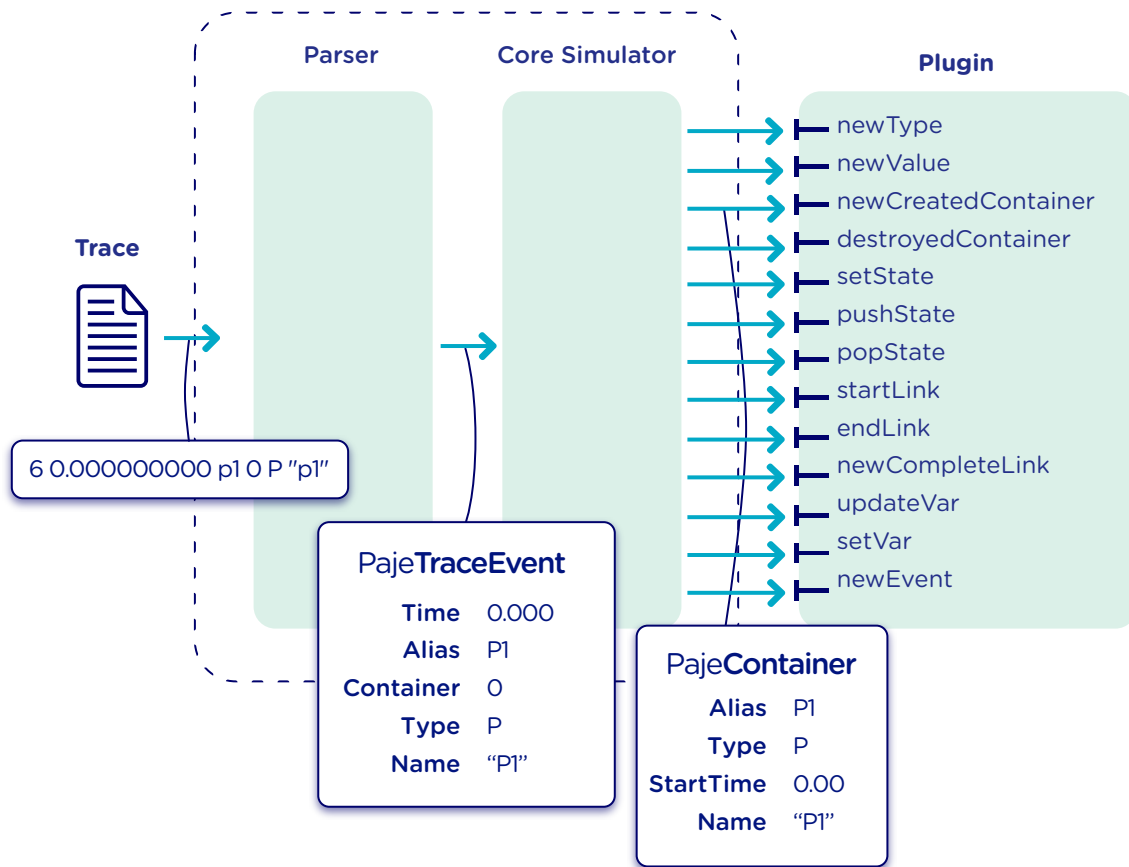 Parser
Core Simulator
Plugin
newType
newValue
newCreatedContainer
destroyedContainer
setState
pushState
popState
startLink
endLink
newCompleteLink
updateVar
setVar
newEvent
Trace
6 0.000000000 p1 0 P "p1"
PajeTraceEvent
Time 0.000
Alias P1
Container 0
Type P
Name “P1”
PajeContainer
Alias P1
Type P
StartTime 0.00
Name “P1”